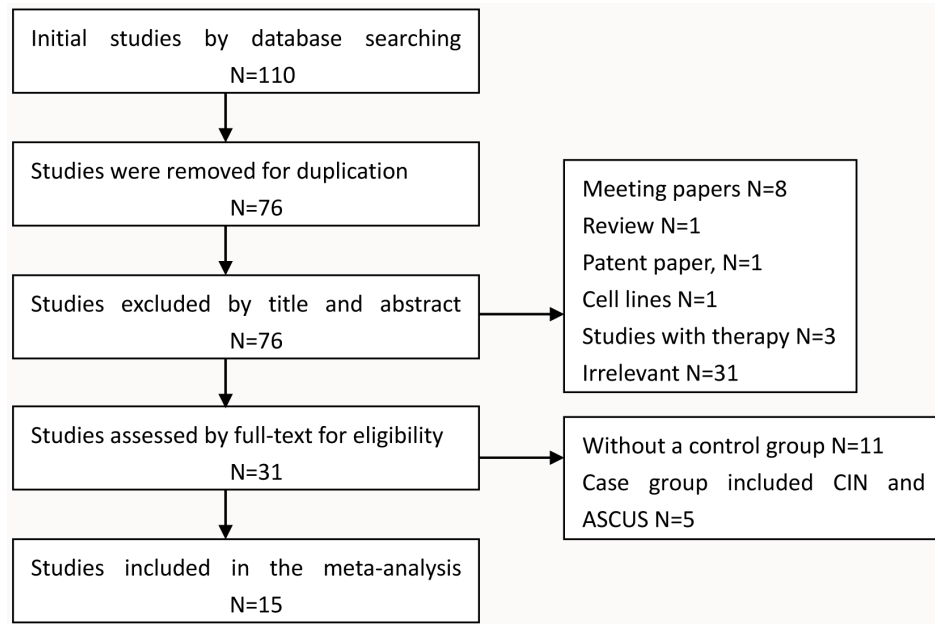 Initial studies by database searching
N=110
Studies were removed for duplication
N=76
Meeting papers N=8
Review N=1
Patent paper, N=1
Cell lines N=1
Studies with therapy N=3
Irrelevant N=31
Studies excluded by title and abstract
N=76
Studies assessed by full-text for eligibility
N=31
Without a control group N=11
Case group included CIN and
ASCUS N=5
Studies included in the meta-analysis
N=15